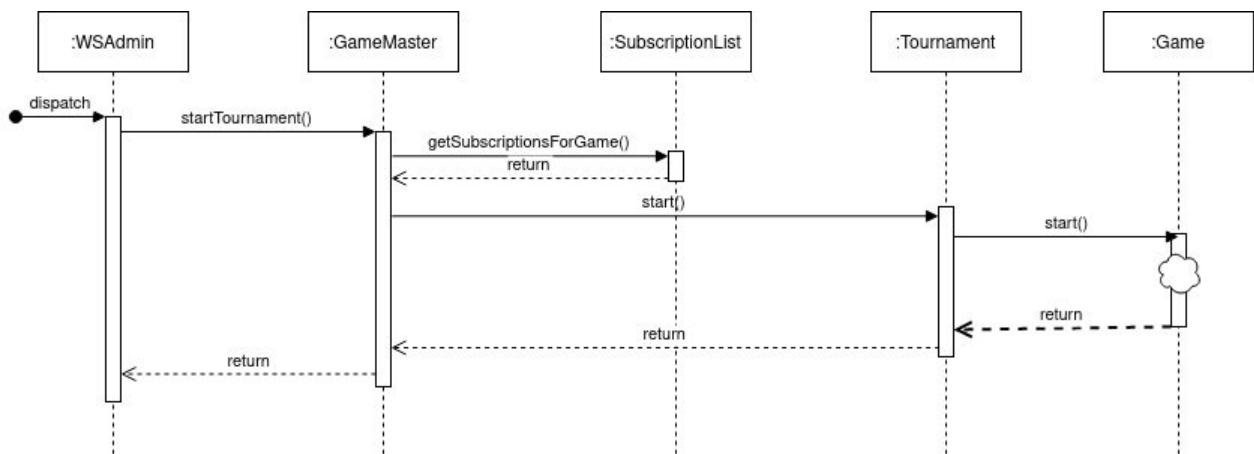 :WSAdmin
:GameMaster
:SubscriptionList
:Tournament
:Game
dispatch
startTournament()
getSubscriptionsForGame()
return
start()
start()
return
return
return